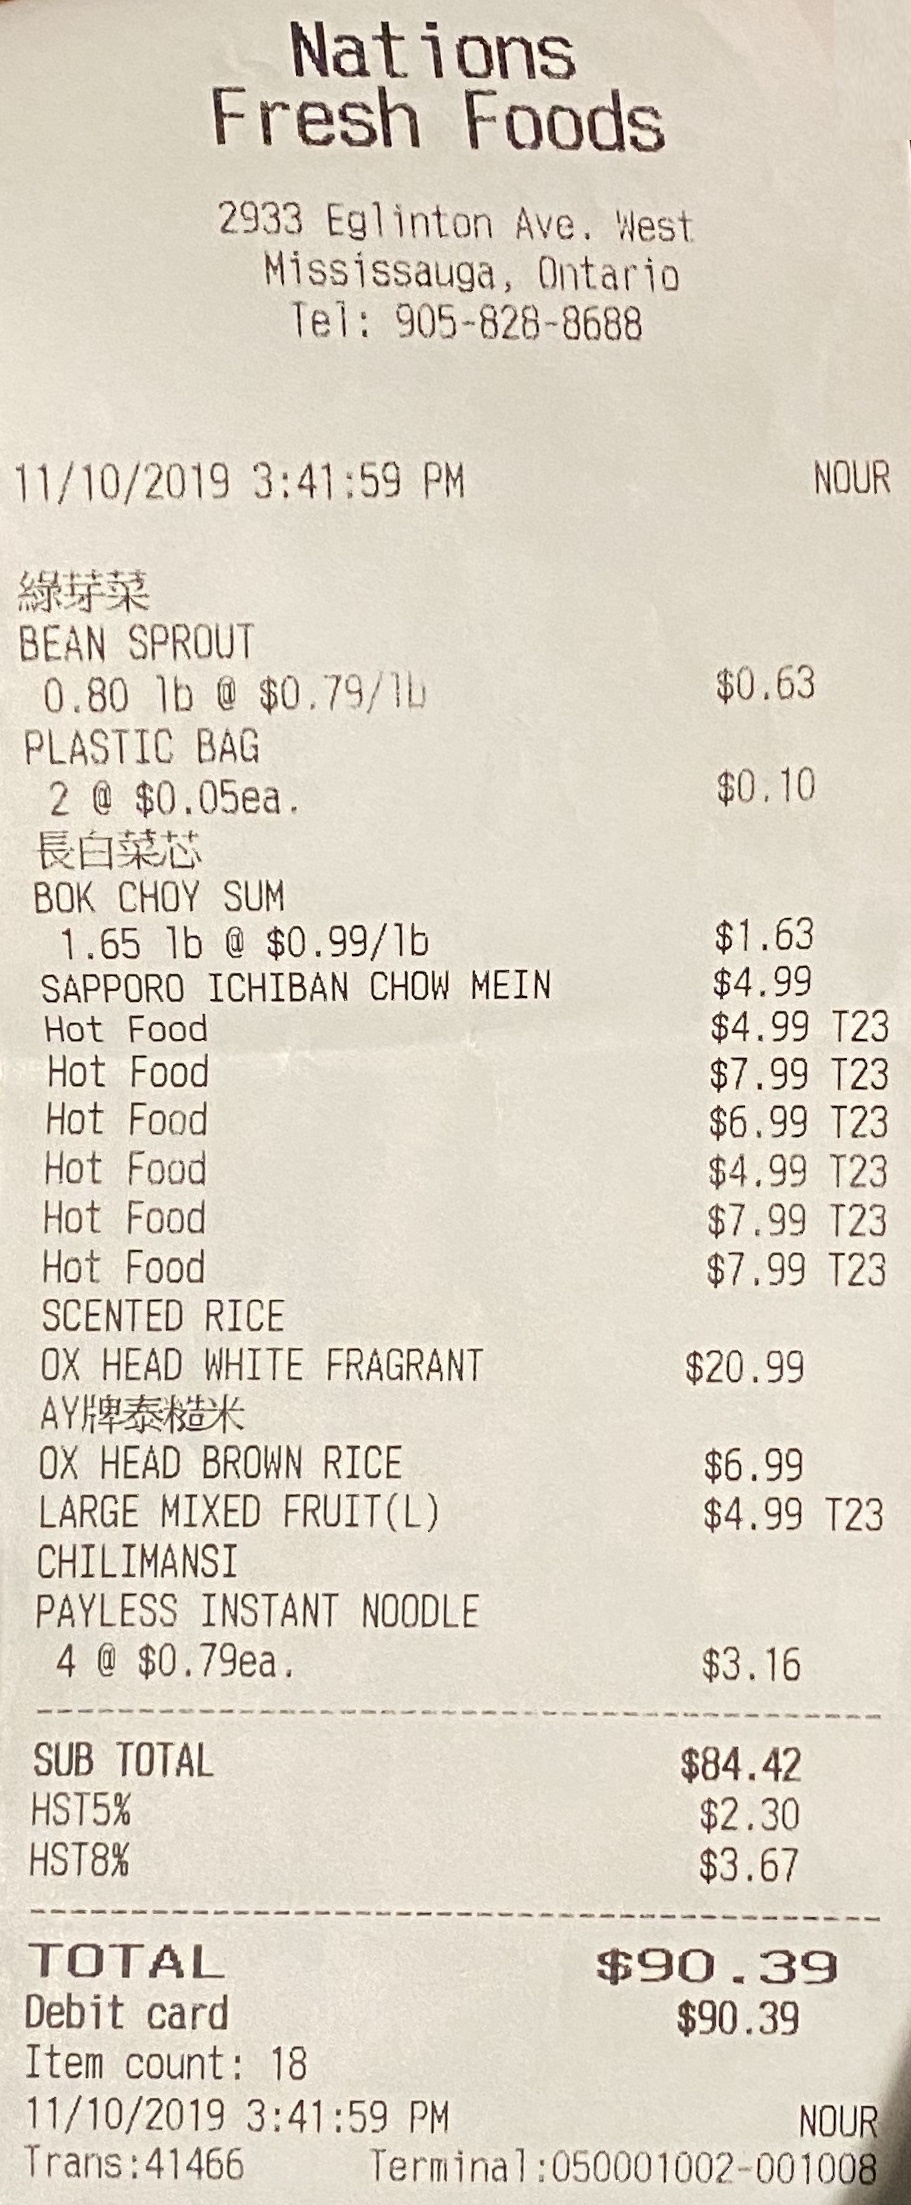 Nations
Fresh Foods
2933 Eglinton Ave. West
Mississauga, Ontario
Tel: 905-828-8688
11/10/2019 3:41:59 PM NOUR
綠芽菜
BEAN SPROUT
0.80 lb @ $0.79/lb $0.63
PLASTIC BAG
2 @ $0.05ea. $0.10
長白菜芯
BOK CHOY SUM
1.65 lb @ $0.99/lb $1.63
SAPPORO ICHIBAN CHOW MEIN $4.99
Hot Food $4.99 T23
Hot Food $7.99 T23
Hot Food $6.99 T23
Hot Food $4.99 T23
Hot Food $7.99 T23
Hot Food $7.99 T23
SCENTED RICE
OX HEAD WHITE FRAGRANT $20.99
AY牌泰糙米
OX HEAD BROWN RICE $6.99
LARGE MIXED FRUIT(L) $4.99 T23
CHILIMANSI
PAYLESS INSTANT NOODLE
4 @ $0.79ea. $3.16
SUB TOTAL $84.42
HST5% $2.30
HST8% $3.67
TOTAL $90.39
Debit card $90.39
Item count: 18
11/10/2019 3:41:59 PM NOUR
Trans:41466 Terminal:050001002-001008